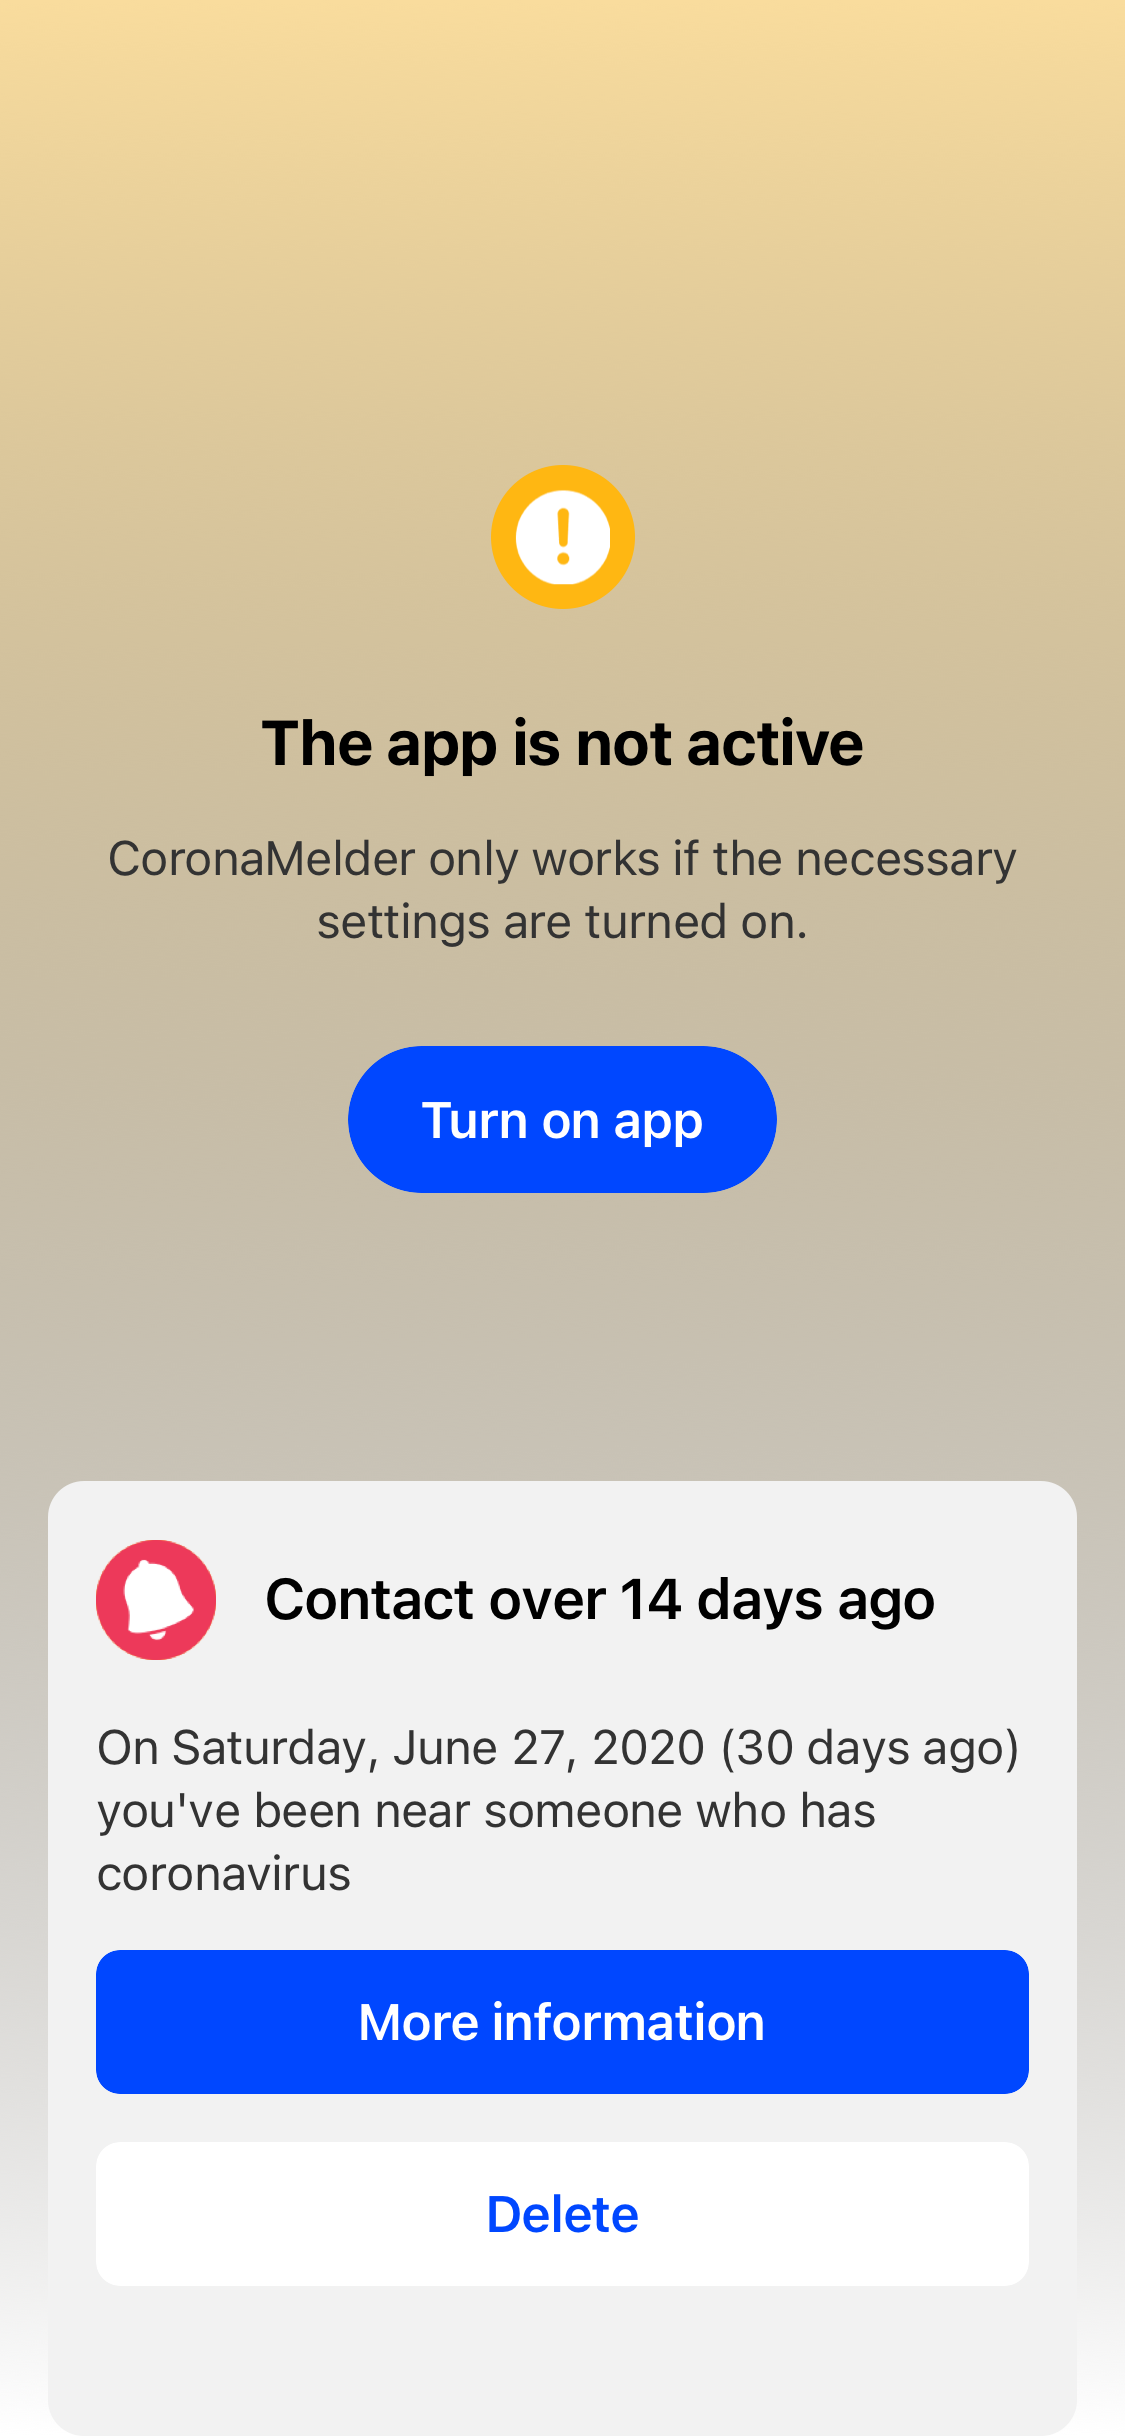 The app is not active
CoronaMelder only works if the necessary
settings are turned on.
Turn on app
Contact over 14 days ago
On Saturday, June 27, 2020 (30 days ago)
you've been near someone who has
coronavirus
More information
Delete